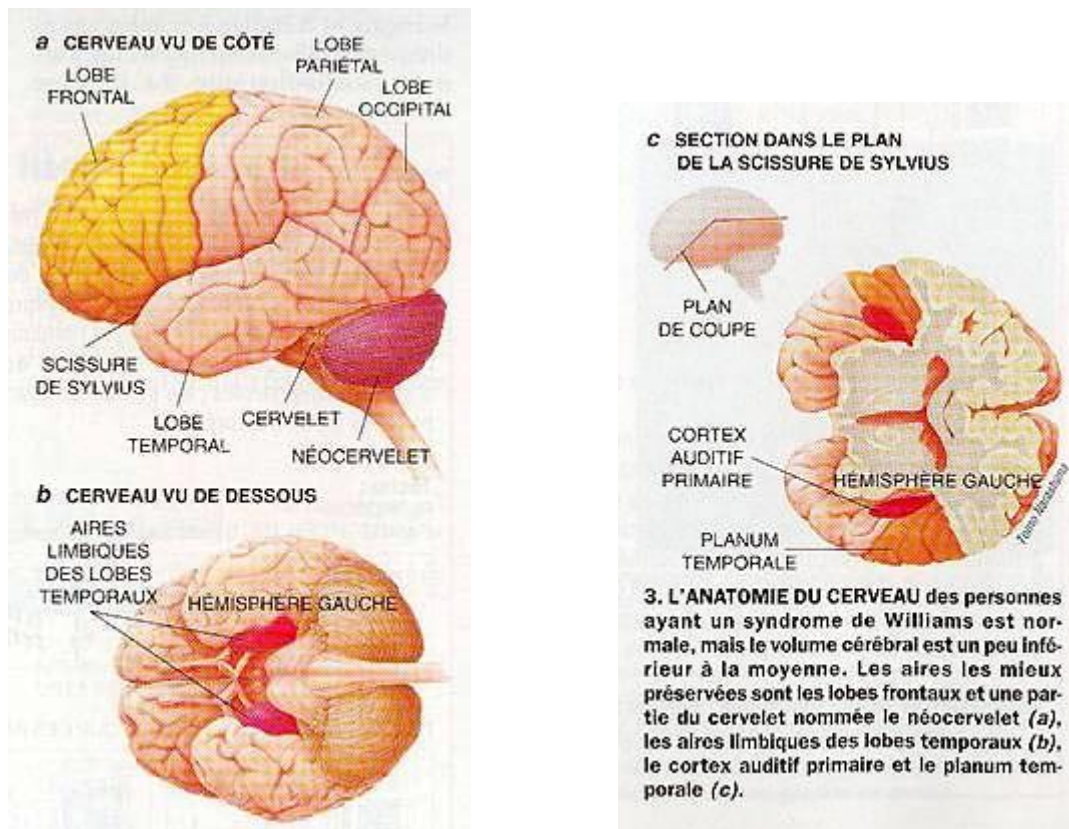 a CERVEAU VU DE CÔTÉ
LOBE
FRONTAL
LOBE
PARIÉTAL
LOBE
OCCIPITAL
SCISSURE
DE SYLVIUS
LOBE
TEMPORAL
CERVELET
NÉOCERVELET
b CERVEAU VU DE DESSOUS
AIRES
LIMBIQUES
DES LOBES
TEMPORAUX
HÉMISPHÈRE GAUCHE
c SECTION DANS LE PLAN
DE LA SCISSURE DE SYLVIUS
PLAN
DE COUPE
CORTEX
AUDITIF
PRIMAIRE
HÉMISPHÈRE GAUCHE
PLANUM
TEMPORALE
Tomo Narashima
3. L'ANATOMIE DU CERVEAU des personnes
ayant un syndrome de Williams est nor-
male, mais le volume cérébral est un peu infé-
rieur à la moyenne. Les aires les mieux
préservées sont les lobes frontaux et une par-
tie du cervelet nommée le néocervelet (a),
les aires limbiques des lobes temporaux (b),
le cortex auditif primaire et le planum tem-
porale (c).